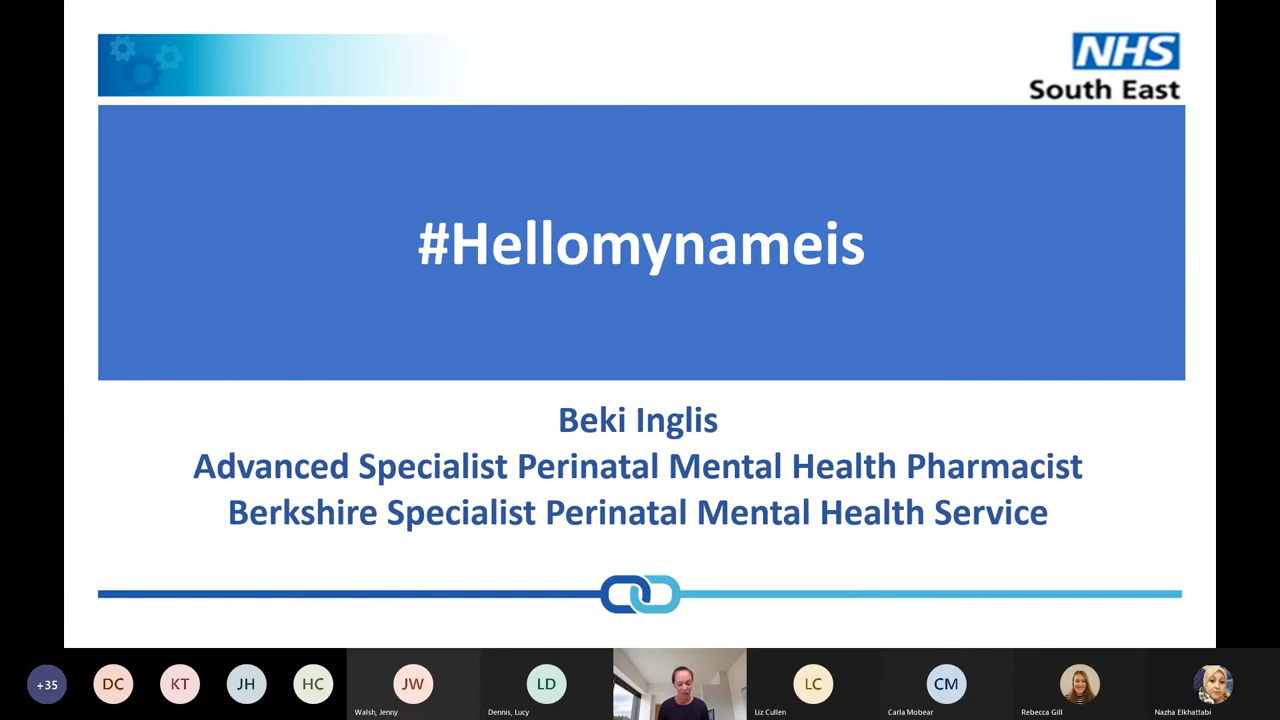 NHS
South East
#Hellomynameis
Beki Inglis
Advanced Specialist Perinatal Mental Health Pharmacist
Berkshire Specialist Perinatal Mental Health Service
+35
DC
KT
JH
HC
JW
Walsh, Jenny
LD
Dennis, Lucy
LC
Liz Cullen
CM
Carla Mobear
Rebecca Gill
Nazha Elkhattabi